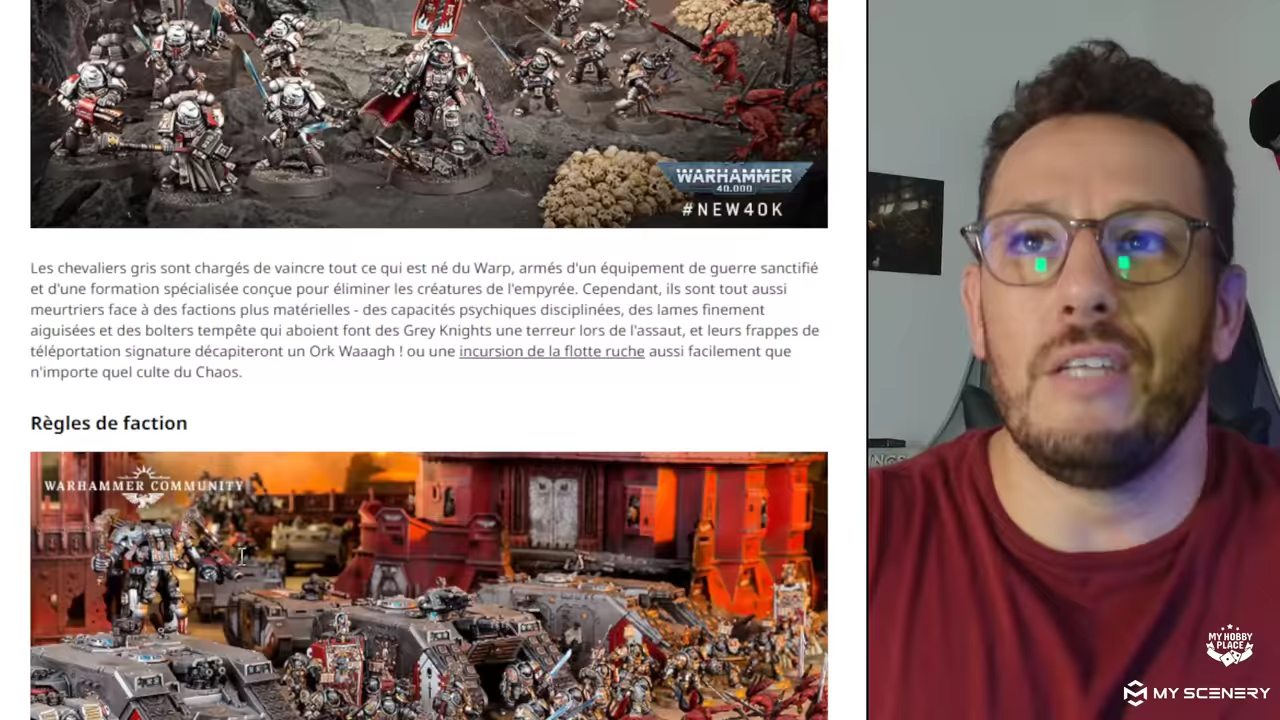 WARHAMMER
40,000
#NEW40K
Les chevaliers gris sont chargés de vaincre tout ce qui est né du Warp, armés d'un équipement de guerre sanctifié
et d'une formation spécialisée conçue pour éliminer les créatures de l'empyrée. Cependant, ils sont tout aussi
meurtriers face à des factions plus matérielles - des capacités psychiques disciplinées, des lames finement
aiguisées et des bolters tempête qui aboient font des Grey Knights une terreur lors de l'assaut, et leurs frappes de
téléportation signature décapiteront un Ork Waaagh ! ou une incursion de la flotte ruche aussi facilement que
n'importe quel culte du Chaos.
Règles de faction
WARHAMMER COMMUNITY
MY HOBBY
PLACE
MY SCENERY